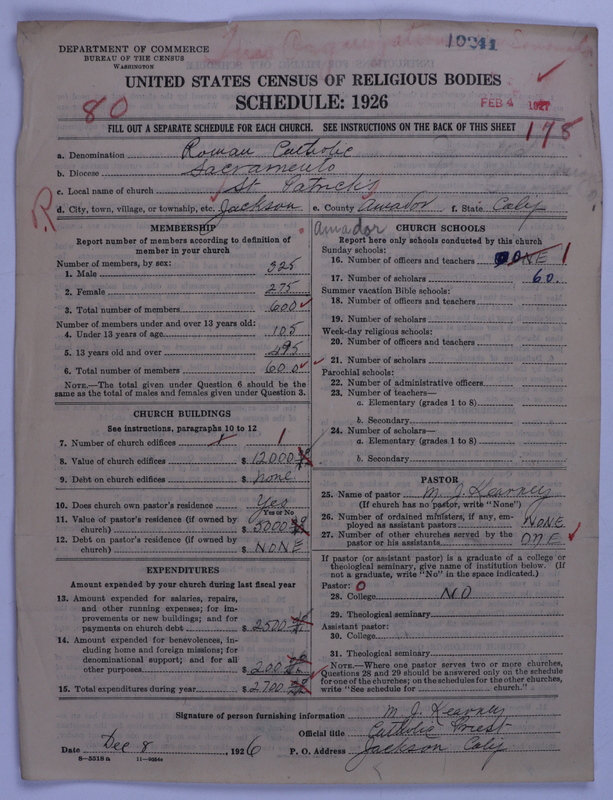 DEPARTMENT OF COMMERCE
BUREAU OF THE CENSUS
WASHINGTON
10241
UNITED STATES CENSUS OF RELIGIOUS BODIES
SCHEDULE: 1926
80
FEB 4 1927
FILL OUT A SEPARATE SCHEDULE FOR EACH CHURCH. SEE INSTRUCTIONS ON THE BACK OF THIS SHEET
178
a. Denomination Roman Catholic
b. Diocese Sacramento
c. Local name of church St Patrick's
d. City, town, village, or township, etc. Jackson e. County Amador f. State Calif
R
Amador
MEMBERSHIP
Report number of members according to definition of member in your church
Number of members, by sex:
1. Male 325
2. Female 275
3. Total number of members 600
Number of members under and over 13 years old:
4. Under 13 years of age 105
5. 13 years old and over 495
6. Total number of members 600
NOTE.—The total given under Question 6 should be the same as the total of males and females given under Question 3.
CHURCH BUILDINGS
See instructions, paragraphs 10 to 12
7. Number of church edifices 1
8. Value of church edifices $ 12000
9. Debt on church edifices $ None
10. Does church own pastor's residence Yes
Yes or No
11. Value of pastor's residence (if owned by church) $ 5000
12. Debt on pastor's residence (if owned by church) $ NONE
EXPENDITURES
Amount expended by your church during last fiscal year
13. Amount expended for salaries, repairs, and other running expenses; for improvements or new buildings; and for payments on church debt $ 2500
14. Amount expended for benevolences, including home and foreign missions; for denominational support; and for all other purposes $ 200
15. Total expenditures during year $ 2700
CHURCH SCHOOLS
Report here only schools conducted by this church
Sunday schools:
16. Number of officers and teachers ONE 1
17. Number of scholars 60.
Summer vacation Bible schools:
18. Number of officers and teachers
19. Number of scholars
Week-day religious schools:
20. Number of officers and teachers
21. Number of scholars
Parochial schools:
22. Number of administrative officers
23. Number of teachers—
a. Elementary (grades 1 to 8)
b. Secondary
24. Number of scholars—
a. Elementary (grades 1 to 8)
b. Secondary
PASTOR
25. Name of pastor M. J. Kearney
(If church has no pastor, write "None")
26. Number of ordained ministers, if any, employed as assistant pastors NONE
27. Number of other churches served by the pastor or his assistants ONE
If pastor (or assistant pastor) is a graduate of a college or theological seminary, give name of institution below. (If not a graduate, write "No" in the space indicated.)
Pastor: O
28. College NO
29. Theological seminary
Assistant pastor:
30. College
31. Theological seminary
NOTE.—Where one pastor serves two or more churches, Questions 28 and 29 should be answered only on the schedule for one of the churches; on the schedules for the other churches, write "See schedule for church."
Signature of person furnishing information M. J. Kearney
Official title Catholic Priest
Date Dec 8, 1926 P. O. Address Jackson Calif
8—5518 a 11—9034a